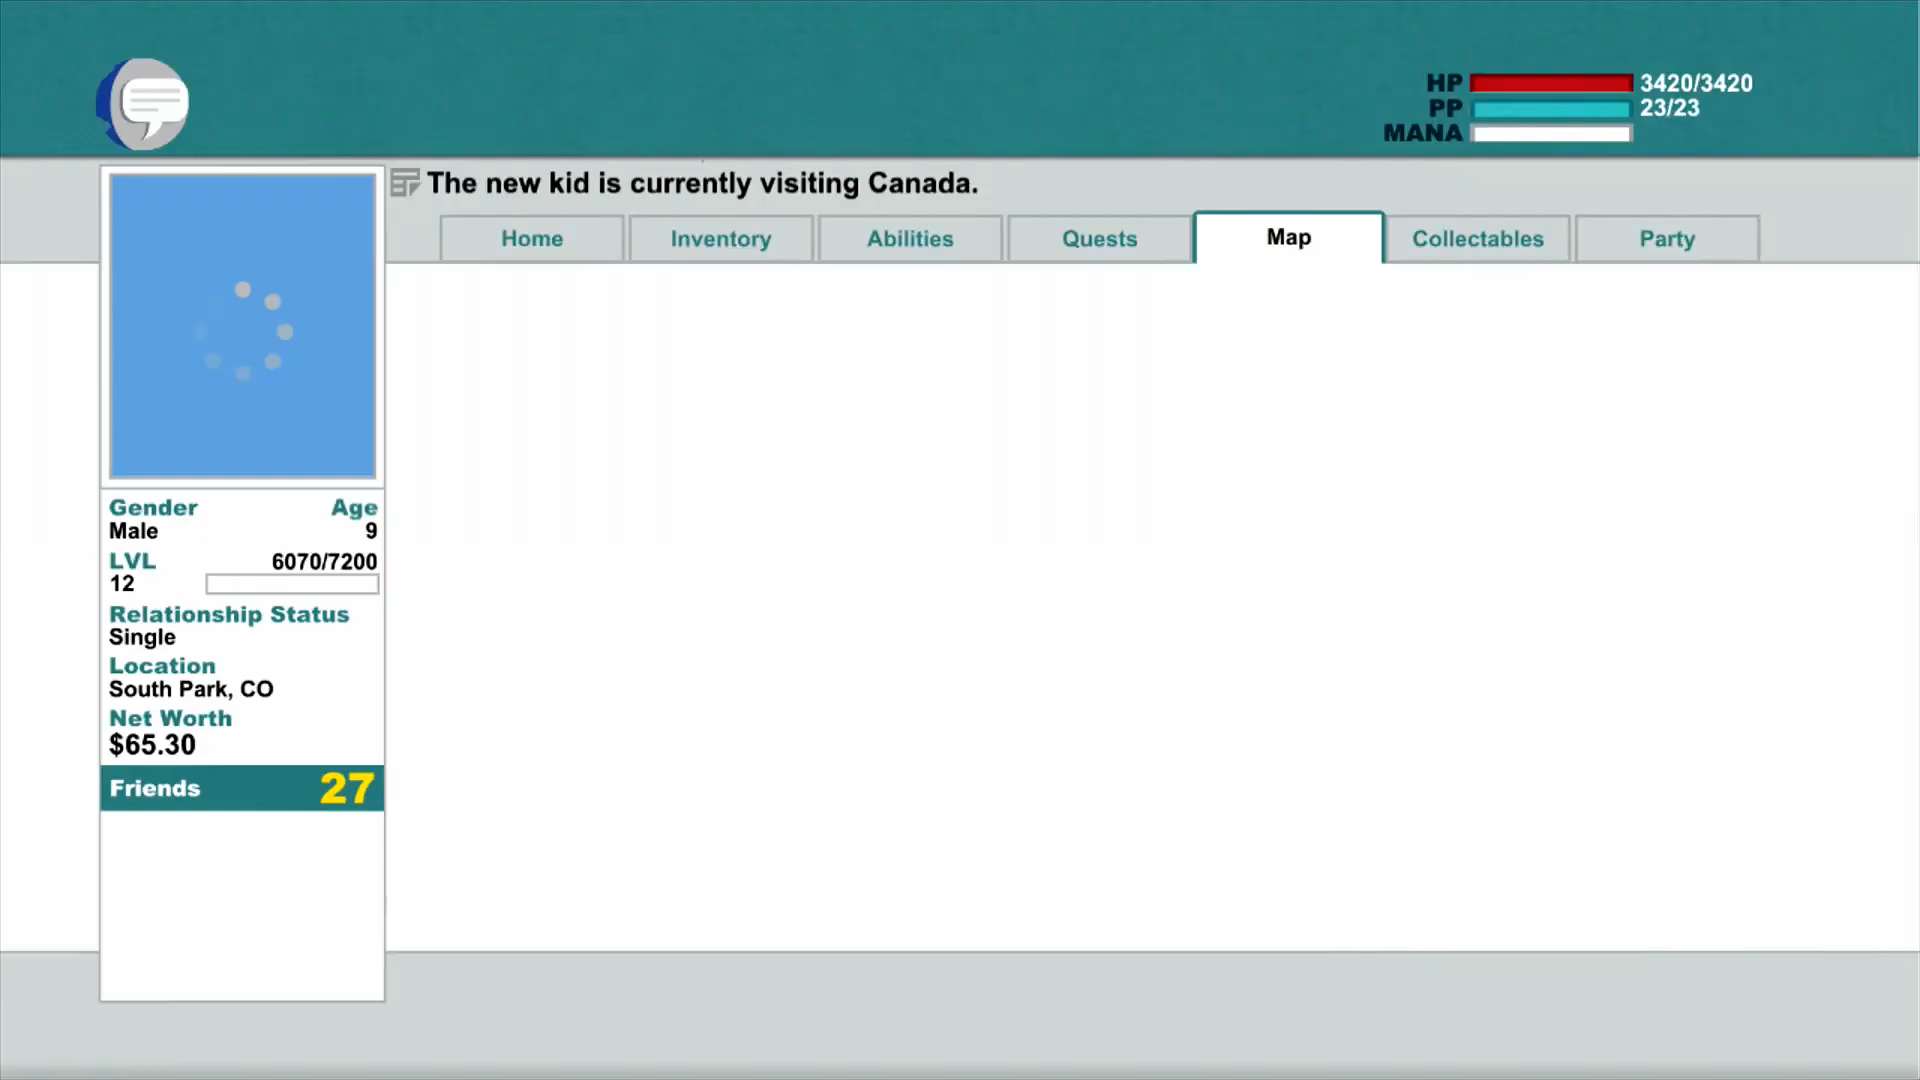 HP 3420/3420
PP 23/23
MANA
The new kid is currently visiting Canada.
Home Inventory Abilities Quests Map Collectables Party
Gender Age
Male 9
LVL 6070/7200
12
Relationship Status
Single
Location
South Park, CO
Net Worth
$65.30
Friends 27